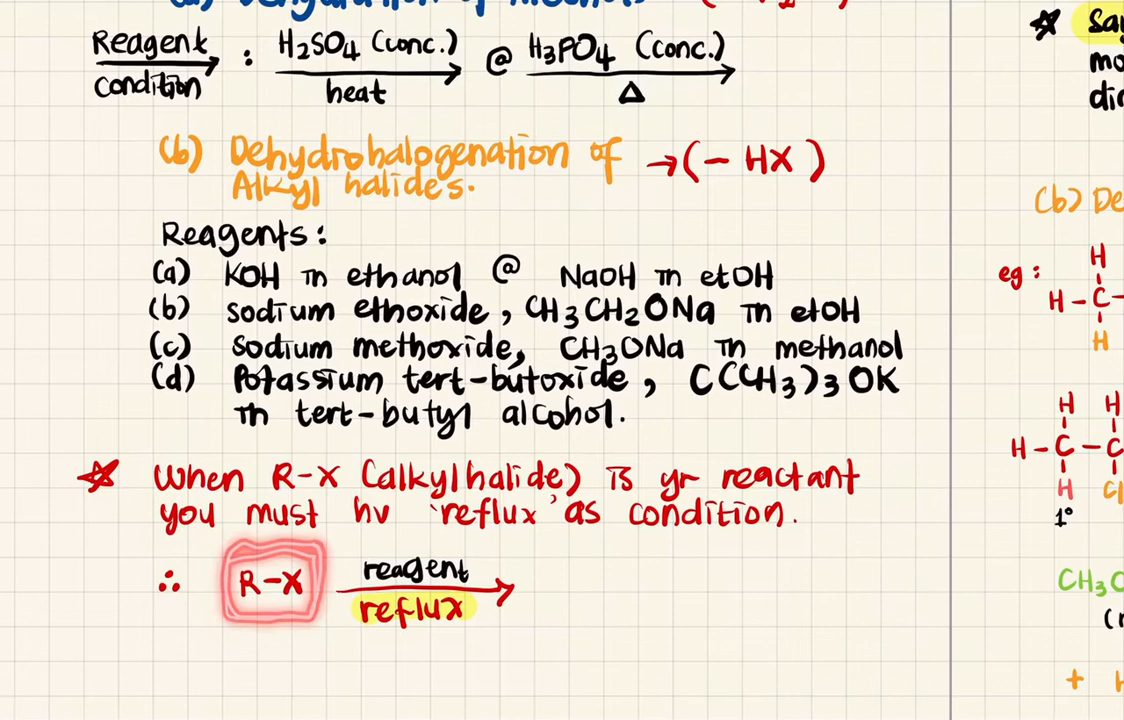 Reagent : H2SO4 (conc.) @ H3PO4 (conc.)
condition heat Δ
(b) Dehydrohalogenation of → (- HX)
Alkyl halides.
Reagents:
(a) KOH in ethanol @ NaOH in etOH
(b) sodium ethoxide, CH3CH2ONa in etOH
(c) sodium methoxide, CH3ONa in methanol
(d) Potassium tert-butoxide, C(CH3)3OK
in tert-butyl alcohol.
☆ When R-X (alkylhalide) is yr reactant
you must hv 'reflux' as condition.
∴ R-X reagent
reflux
☆
(b) De
eg : H
H-C-
H
H H
H-C-C
H Cl
1°
CH3C
+ H